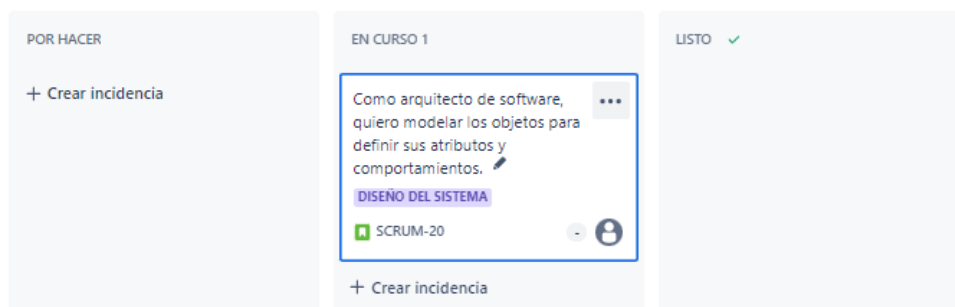 POR HACER
+ Crear incidencia
EN CURSO 1
Como arquitecto de software,
quiero modelar los objetos para
definir sus atributos y
comportamientos.
DISEÑO DEL SISTEMA
SCRUM-20
-
+ Crear incidencia
LISTO